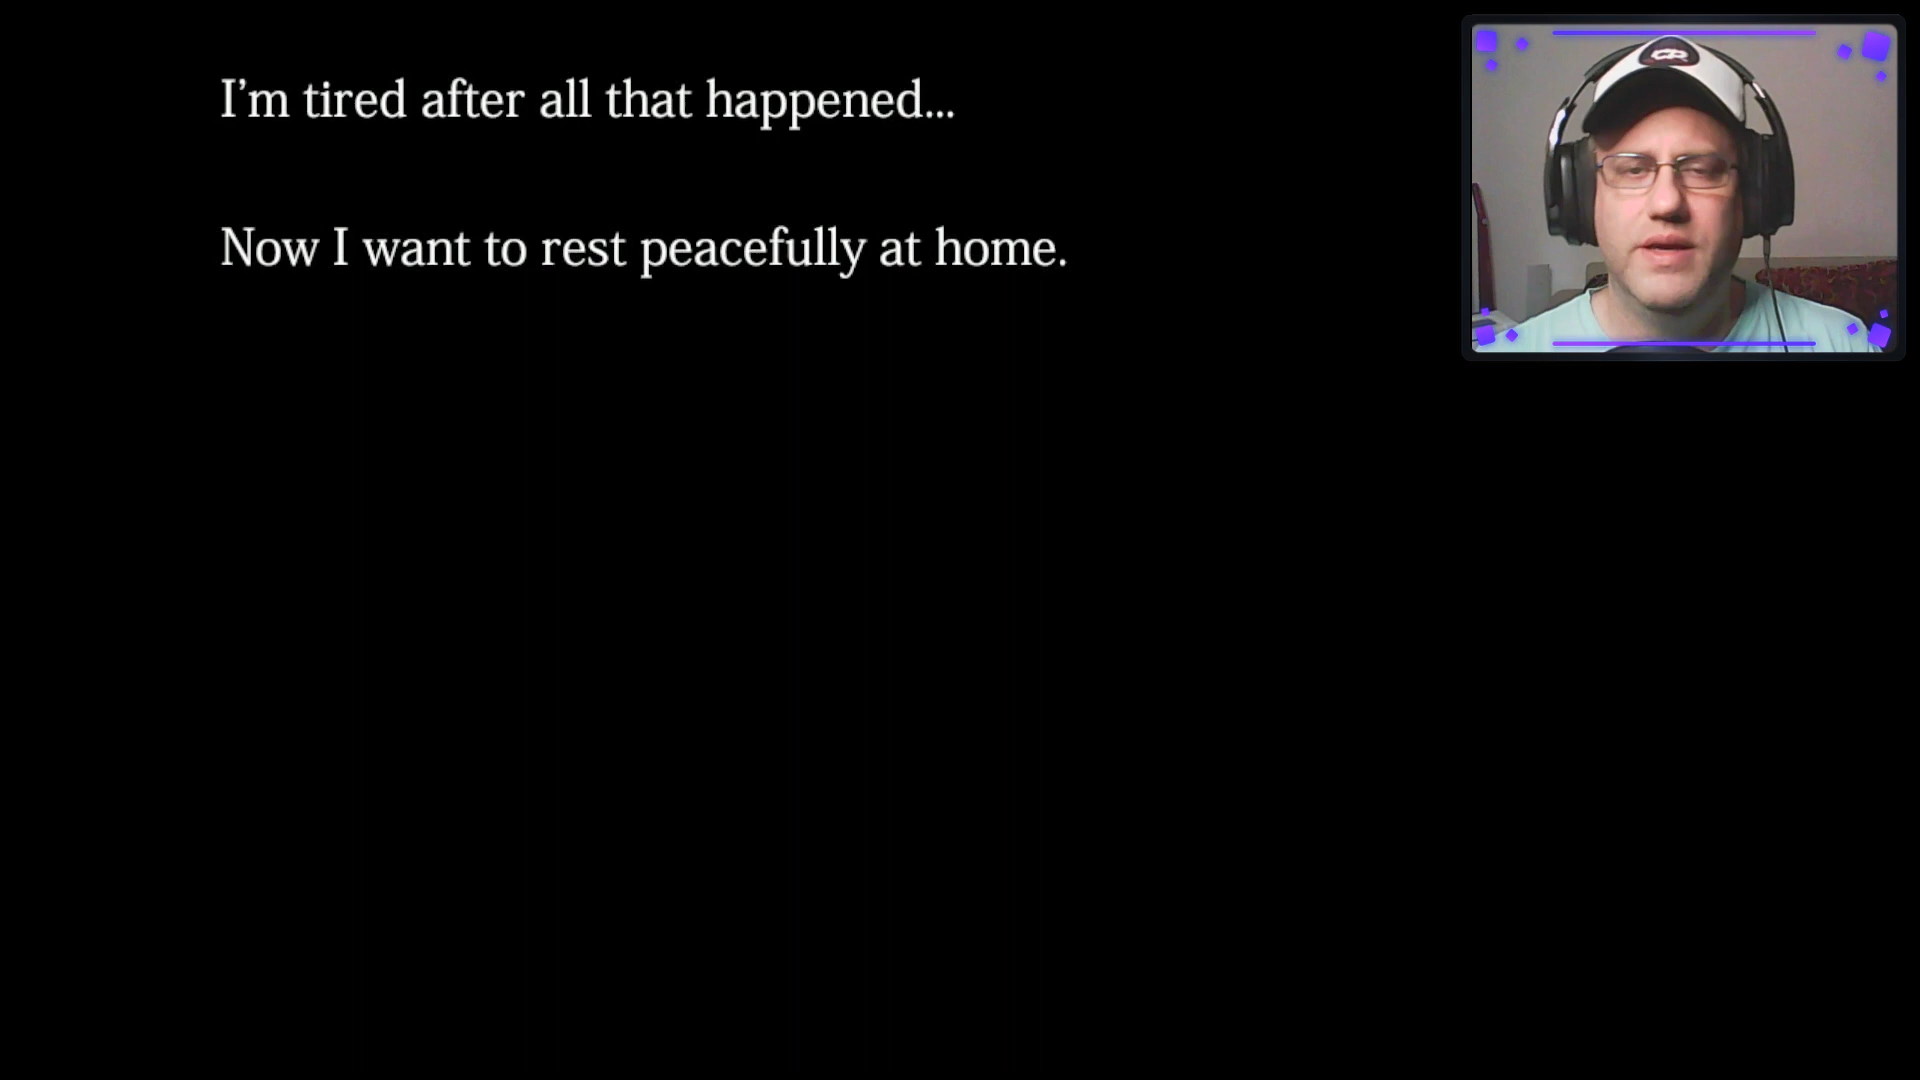 I’m tired after all that happened...
Now I want to rest peacefully at home.